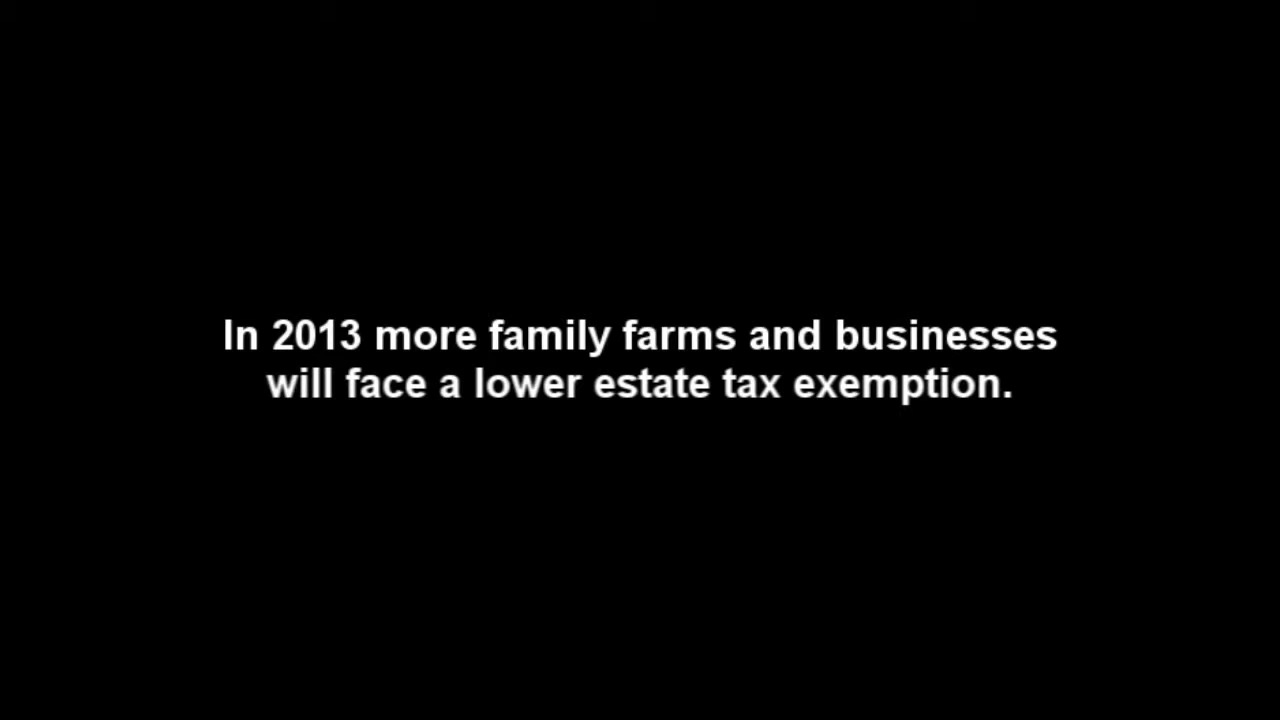 In 2013 more family farms and businesses
will face a lower estate tax exemption.